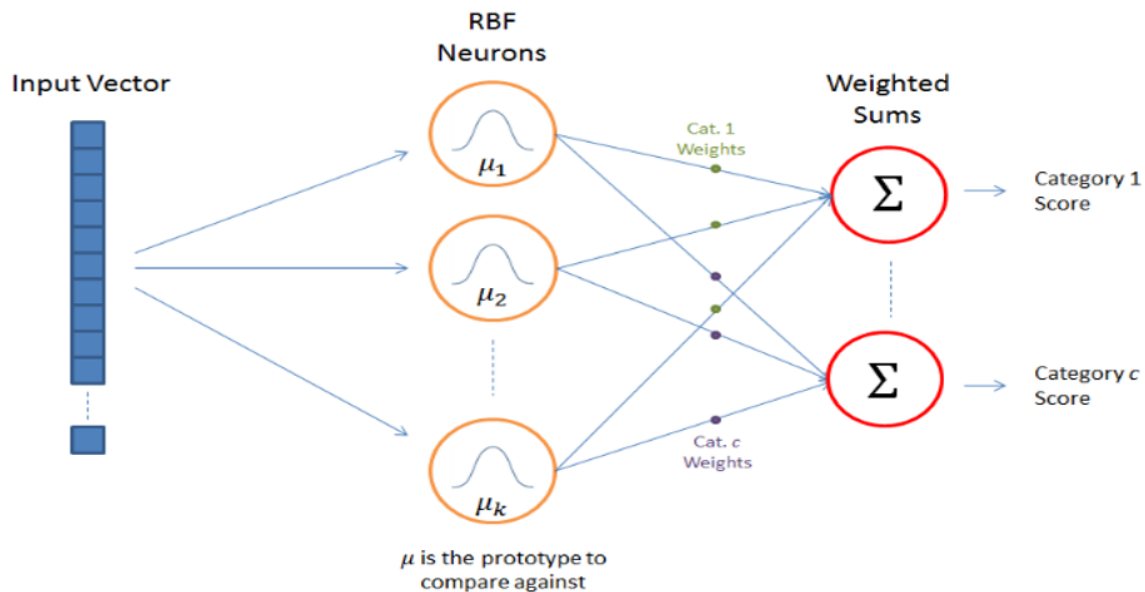 RBF
Neurons
Input Vector
Weighted
Sums
μ₁
Cat. 1
Weights
Σ
Category 1
Score
μ₂
Σ
Category c
Score
μₖ
Cat. c
Weights
μ is the prototype to
compare against